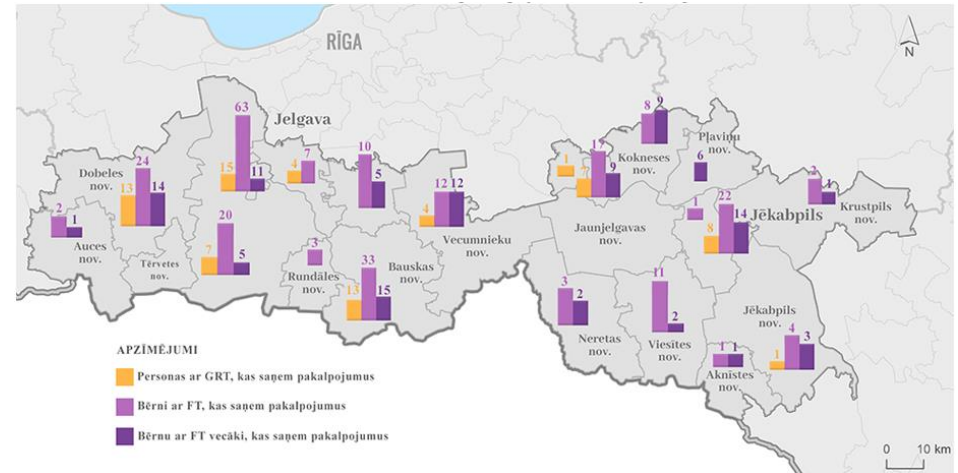 RĪGA
N
63
Jelgava
8
9
Kokneses
nov.
Pļaviņu
nov.
6
24
Dobeles
nov.
13
14
15
11
4
7
10
5
1
7
17
9
2
1
Krustpils
nov.
2
1
Auces
nov.
12
12
4
Vecumnieku
nov.
Jaunjelgavas
nov.
1
22
8
14
Jēkabpils
20
7
5
Tērvetes
nov.
3
Rundāles
nov.
33
13
15
Bauskas
nov.
3
2
Neretas
nov.
11
2
Viesītes
nov.
Jēkabpils
nov.
4
1
3
1
1
Aknīstes
nov.
APZĪMĒJUMI
Personas ar GRT, kas saņem pakalpojumus
Bērni ar FT, kas saņem pakalpojumus
Bērnu ar FT vecāki, kas saņem pakalpojumus
0 10 km